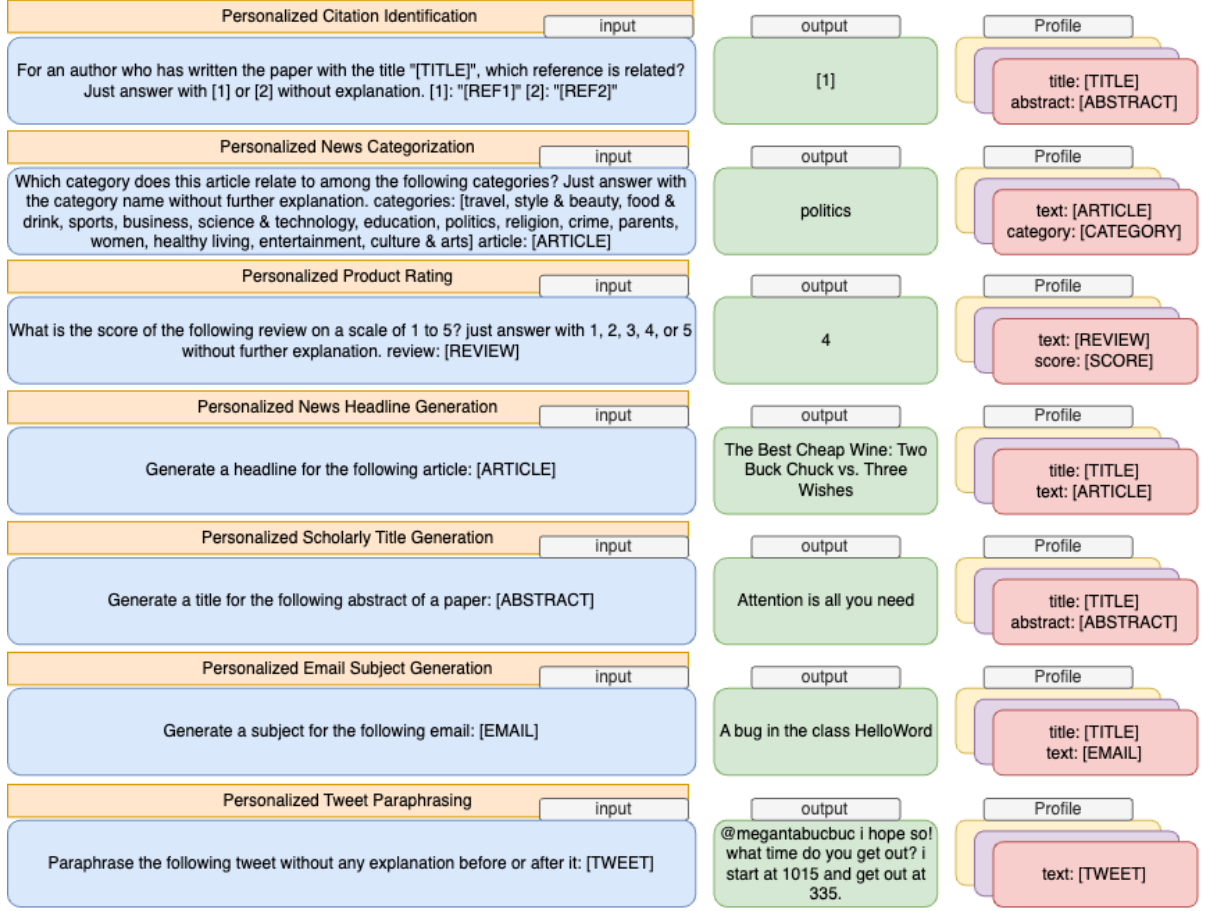 Personalized Citation Identification
input
output
Profile
For an author who has written the paper with the title "[TITLE]", which reference is related?
Just answer with [1] or [2] without explanation. [1]: "[REF1]" [2]: "[REF2]"
[1]
title: [TITLE]
abstract: [ABSTRACT]
Personalized News Categorization
input
output
Profile
Which category does this article relate to among the following categories? Just answer with
the category name without further explanation. categories: [travel, style & beauty, food &
drink, sports, business, science & technology, education, politics, religion, crime, parents,
women, healthy living, entertainment, culture & arts] article: [ARTICLE]
politics
text: [ARTICLE]
category: [CATEGORY]
Personalized Product Rating
input
output
Profile
What is the score of the following review on a scale of 1 to 5? just answer with 1, 2, 3, 4, or 5
without further explanation. review: [REVIEW]
4
text: [REVIEW]
score: [SCORE]
Personalized News Headline Generation
input
output
Profile
Generate a headline for the following article: [ARTICLE]
The Best Cheap Wine: Two
Buck Chuck vs. Three
Wishes
title: [TITLE]
text: [ARTICLE]
Personalized Scholarly Title Generation
input
output
Profile
Generate a title for the following abstract of a paper: [ABSTRACT]
Attention is all you need
title: [TITLE]
abstract: [ABSTRACT]
Personalized Email Subject Generation
input
output
Profile
Generate a subject for the following email: [EMAIL]
A bug in the class HelloWord
title: [TITLE]
text: [EMAIL]
Personalized Tweet Paraphrasing
input
output
Profile
Paraphrase the following tweet without any explanation before or after it: [TWEET]
@megantabucbuc i hope so!
what time do you get out? i
start at 1015 and get out at
335.
text: [TWEET]